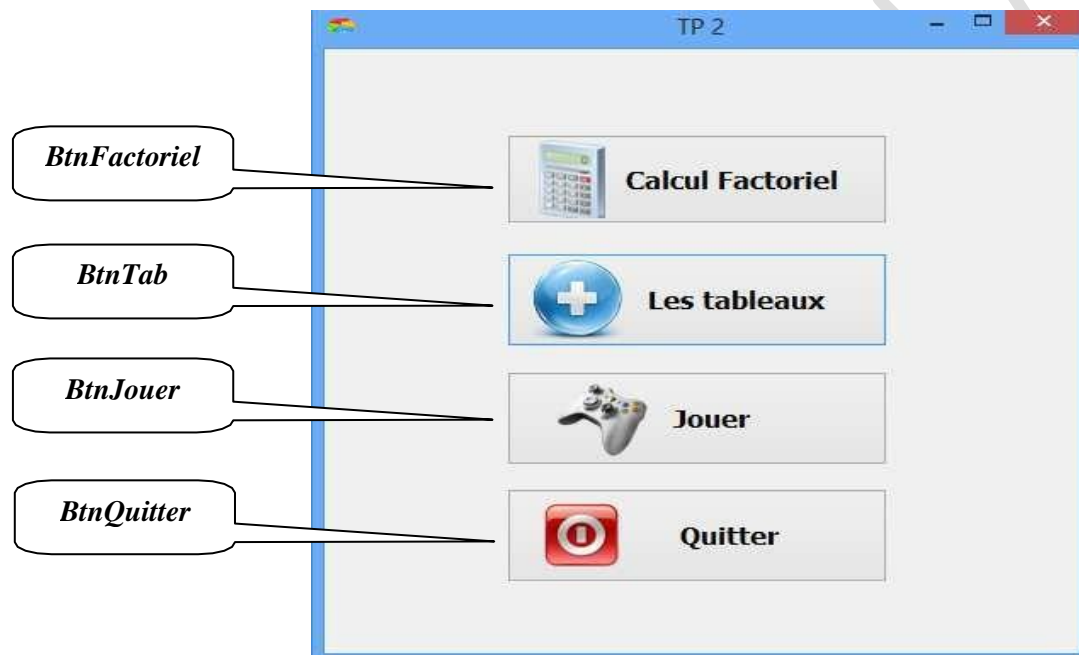 TP 2
BtnFactoriel
Calcul Factoriel
BtnTab
Les tableaux
BtnJouer
Jouer
BtnQuitter
Quitter